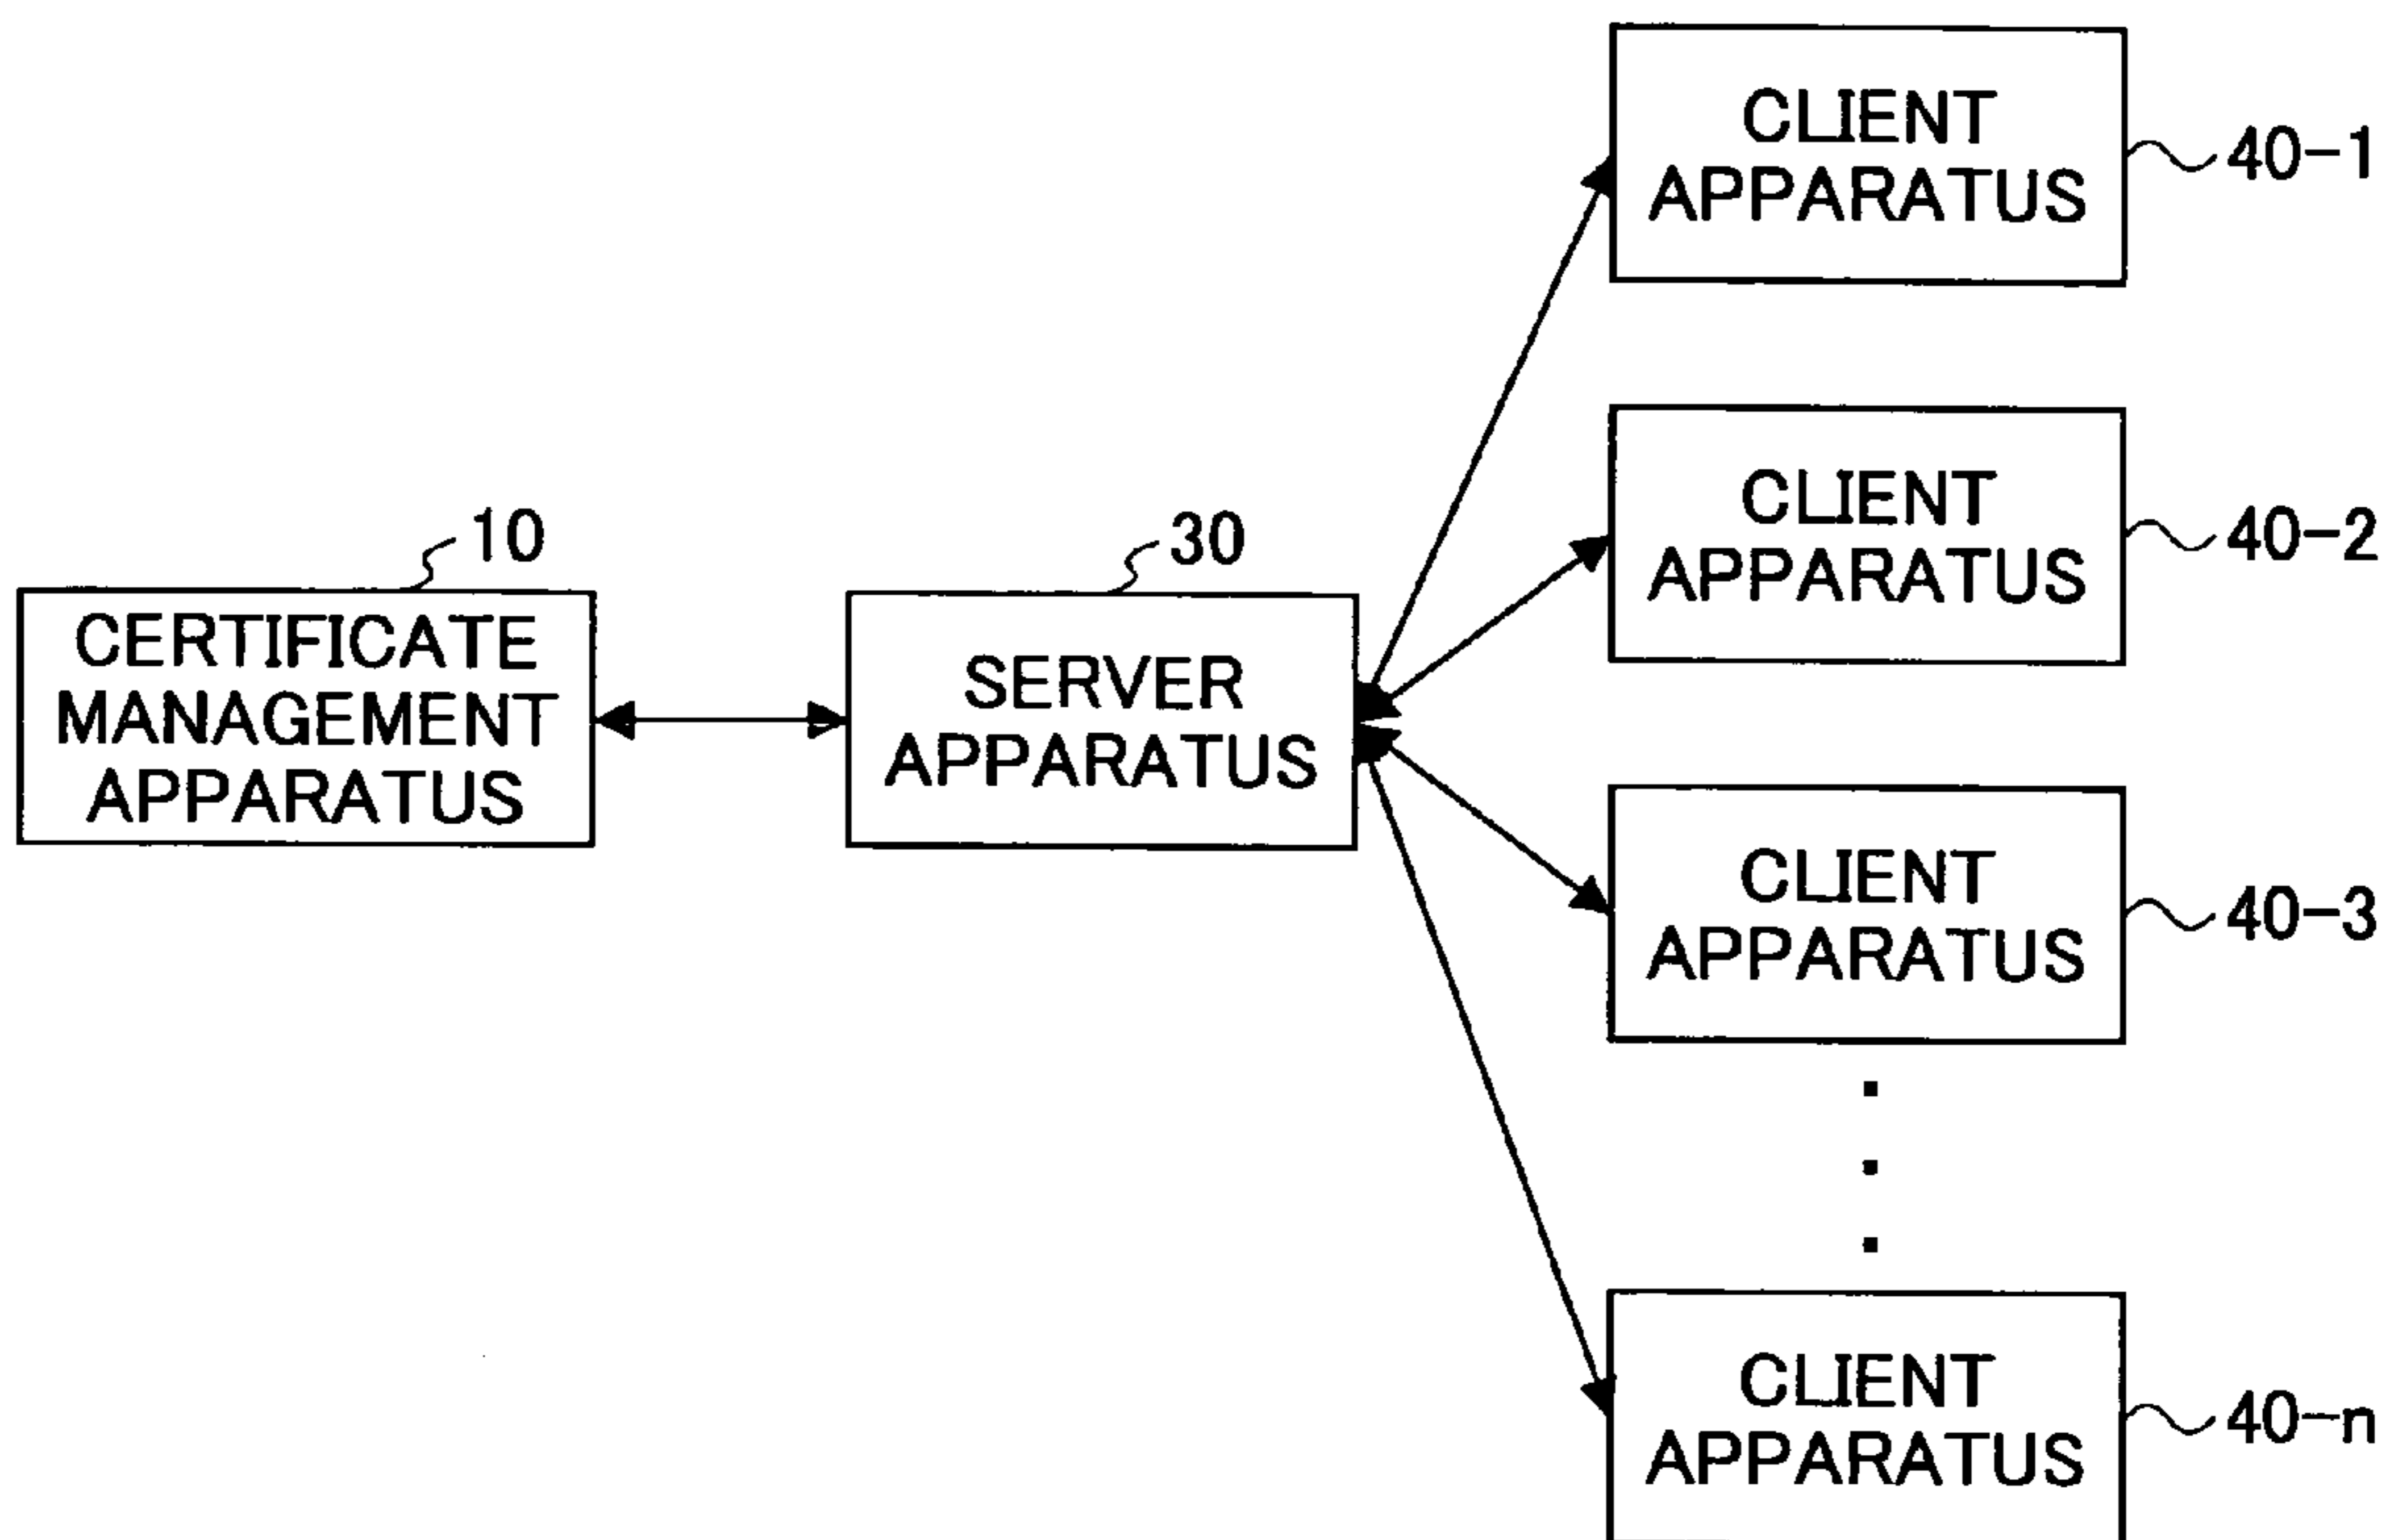 10
CERTIFICATE
MANAGEMENT
APPARATUS
30
SERVER
APPARATUS
CLIENT
APPARATUS
40-1
CLIENT
APPARATUS
40-2
CLIENT
APPARATUS
40-3
CLIENT
APPARATUS
40-n